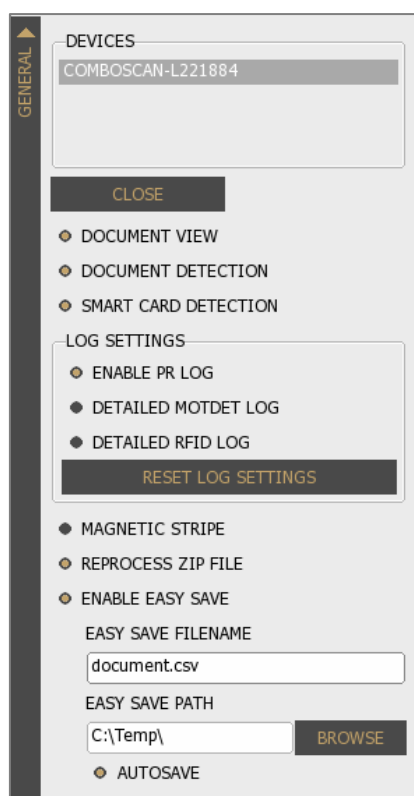 GENERAL
DEVICES
COMBOSCAN-L221884
CLOSE
DOCUMENT VIEW
DOCUMENT DETECTION
SMART CARD DETECTION
LOG SETTINGS
ENABLE PR LOG
DETAILED MOTDET LOG
DETAILED RFID LOG
RESET LOG SETTINGS
MAGNETIC STRIPE
REPROCESS ZIP FILE
ENABLE EASY SAVE
EASY SAVE FILENAME
document.csv
EASY SAVE PATH
C:\Temp\ BROWSE
AUTOSAVE